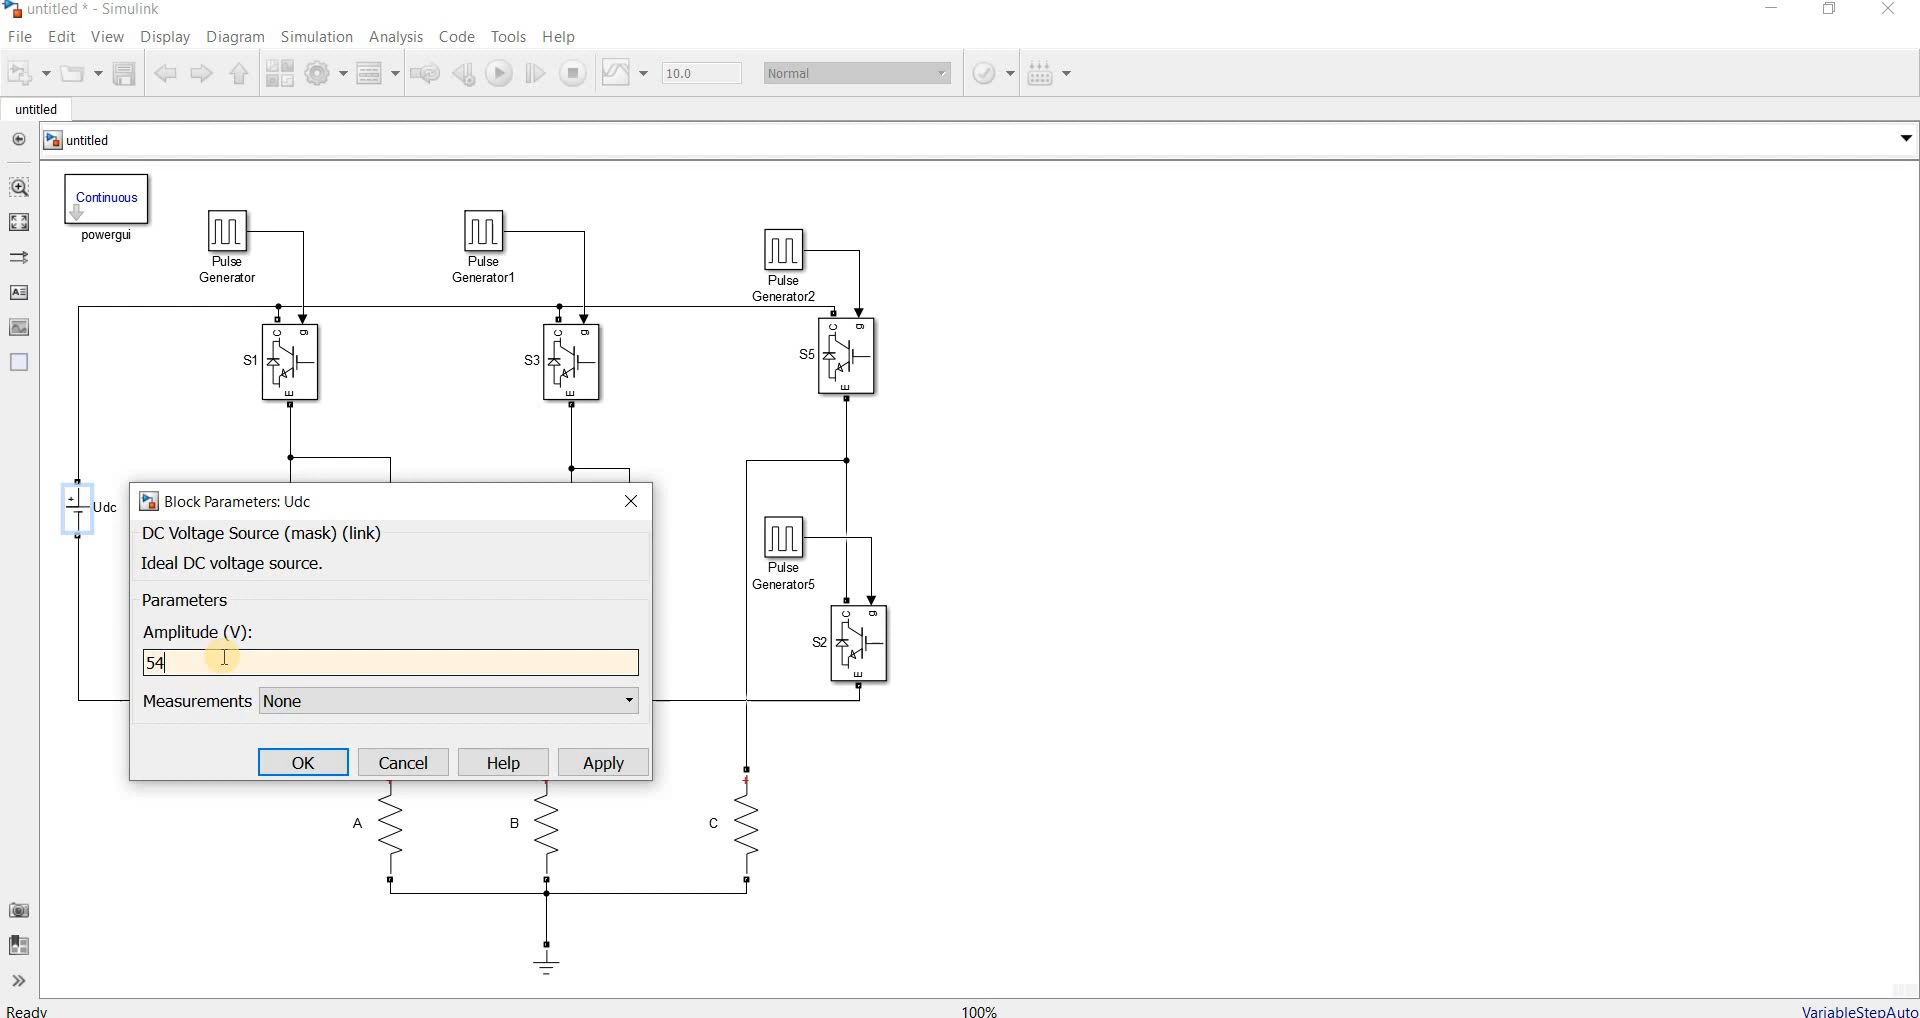 untitled * - Simulink
File Edit View Display Diagram Simulation Analysis Code Tools Help
10.0 Normal
untitled
untitled
Continuous
powergui
Pulse
Generator
Pulse
Generator1
Pulse
Generator2
C g
S1
E
C g
S3
E
C g
S5
E
+
Udc
Block Parameters: Udc
DC Voltage Source (mask) (link)
Ideal DC voltage source.
Parameters
Amplitude (V):
54
Measurements None
OK Cancel Help Apply
Pulse
Generator5
C g
S2
E
+
A
B
C
Ready 100% VariableStepAuto